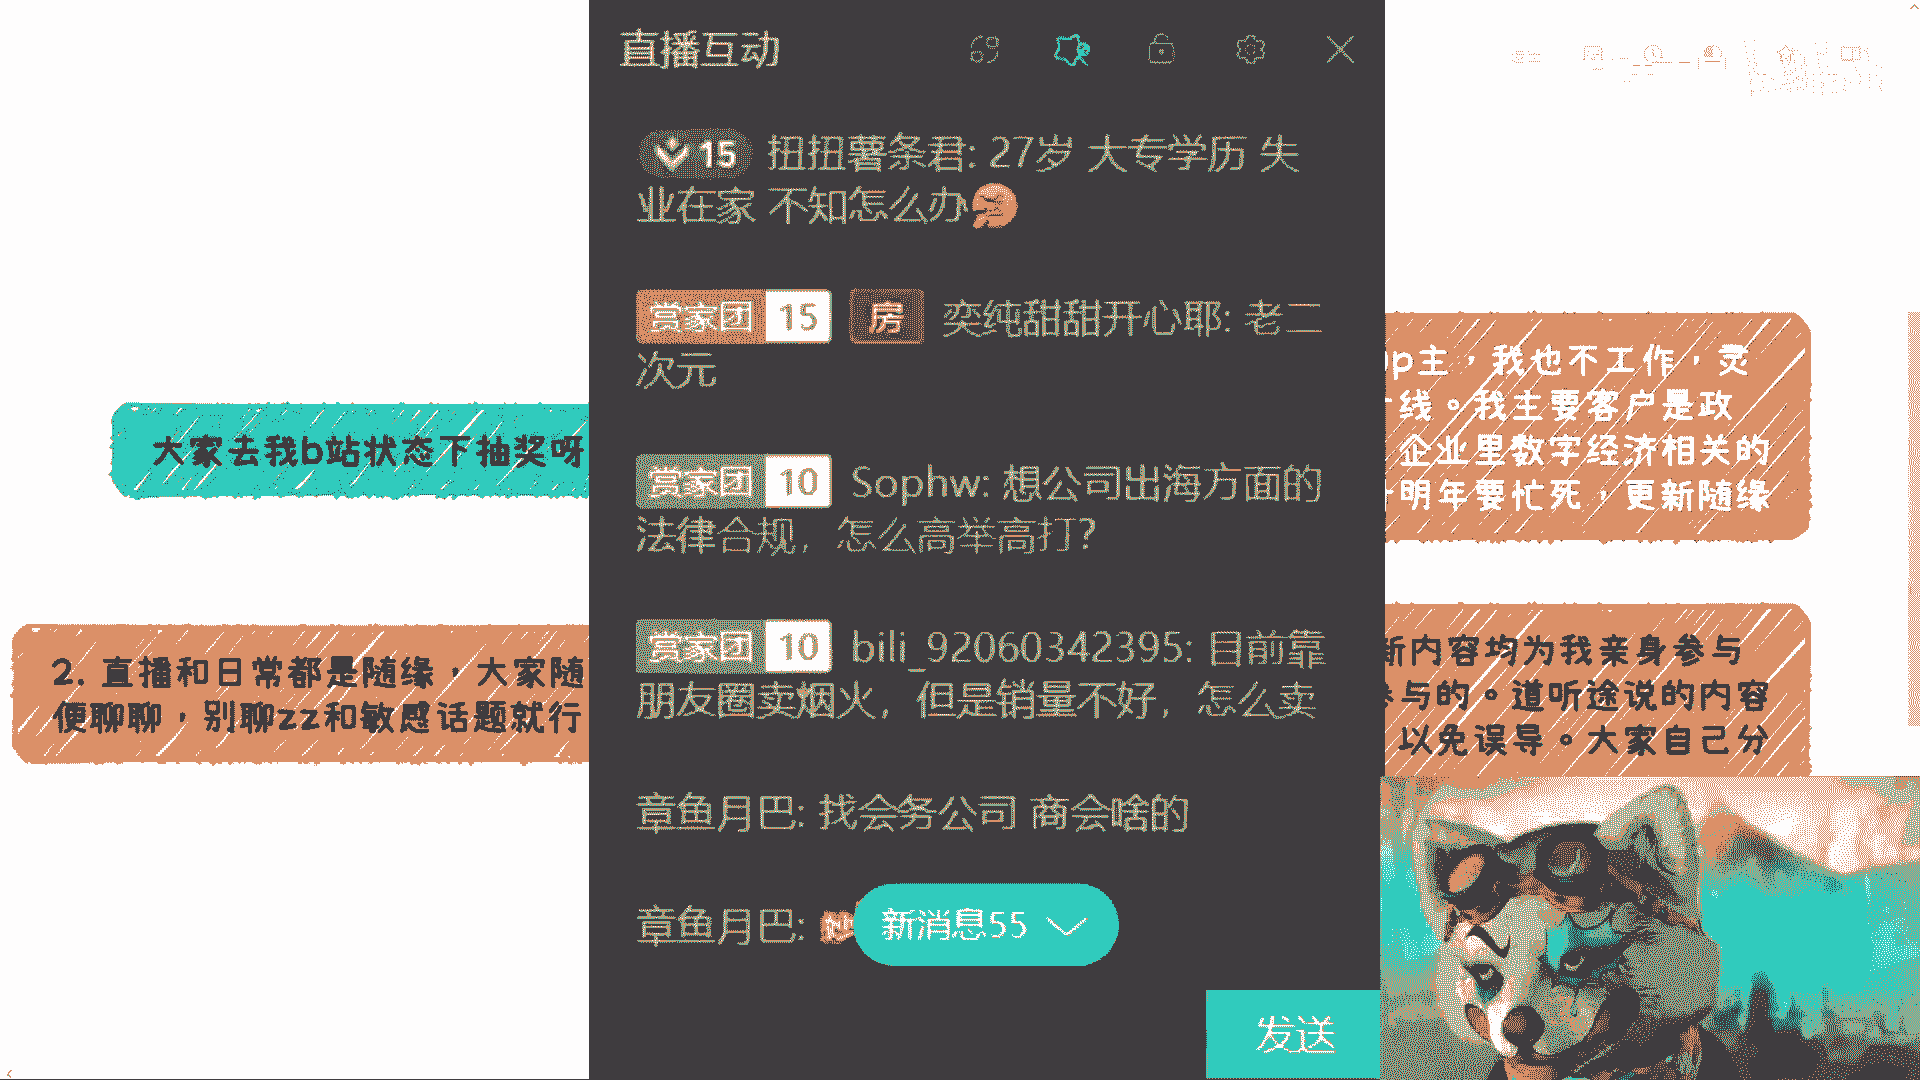 直播互动
69
15 扭扭薯条君: 27岁 大专学历 失
业在家 不知怎么办
赏家团 15 房 奕纯甜甜开心耶: 老二
次元
赏家团 10 Sophw: 想公司出海方面的
法律合规，怎么高举高打?
赏家团 10 bili_92060342395: 目前靠
朋友圈卖烟火，但是销量不好，怎么卖
章鱼月巴: 找会务公司 商会啥的
章鱼月巴:
新消息55
发送
大家去我b站状态下抽奖呀
2. 直播和日常都是随缘，大家随
便聊聊，别聊zz和敏感话题就行
p主，我也不工作，灵
线。我主要客户是政
企业里数字经济相关的
明年要忙死，更新随缘
新内容均为我亲身参与
参与的。道听途说的内容
以免误导。大家自己分